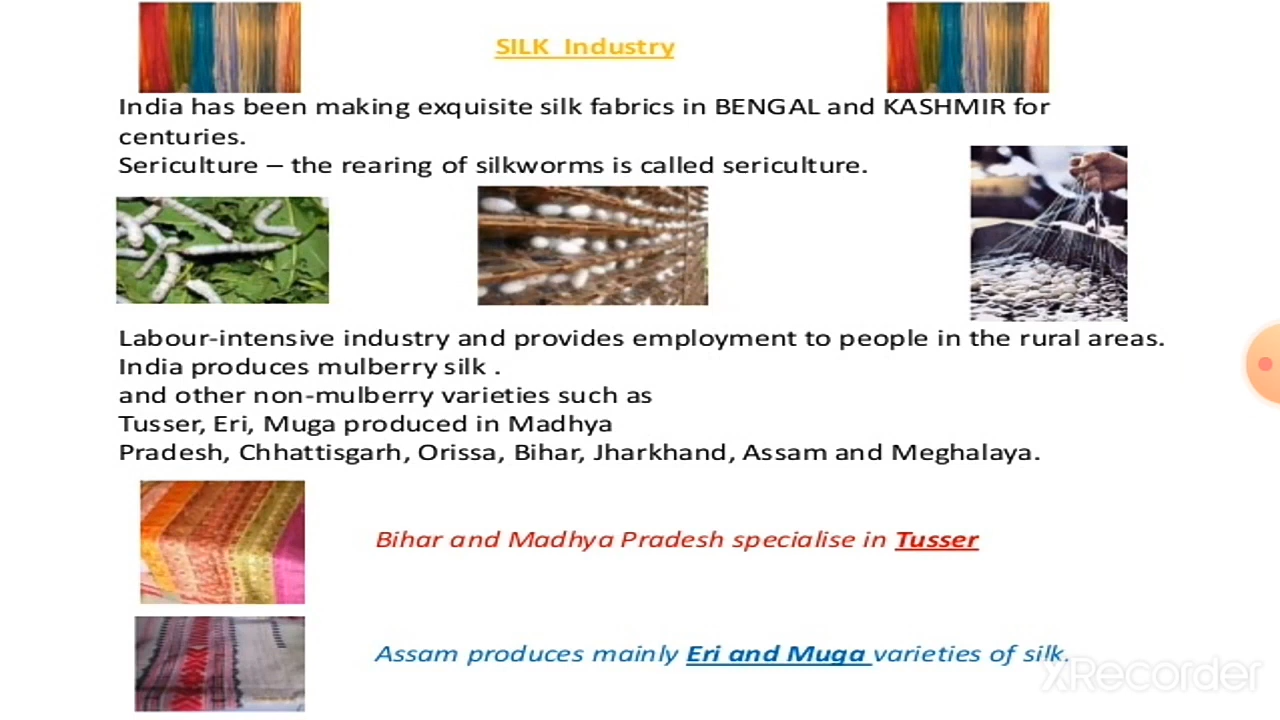 SILK Industry
India has been making exquisite silk fabrics in BENGAL and KASHMIR for
centuries.
Sericulture – the rearing of silkworms is called sericulture.
Labour-intensive industry and provides employment to people in the rural areas.
India produces mulberry silk .
and other non-mulberry varieties such as
Tusser, Eri, Muga produced in Madhya
Pradesh, Chhattisgarh, Orissa, Bihar, Jharkhand, Assam and Meghalaya.
Bihar and Madhya Pradesh specialise in Tusser
Assam produces mainly Eri and Muga varieties of silk.
XRecorder